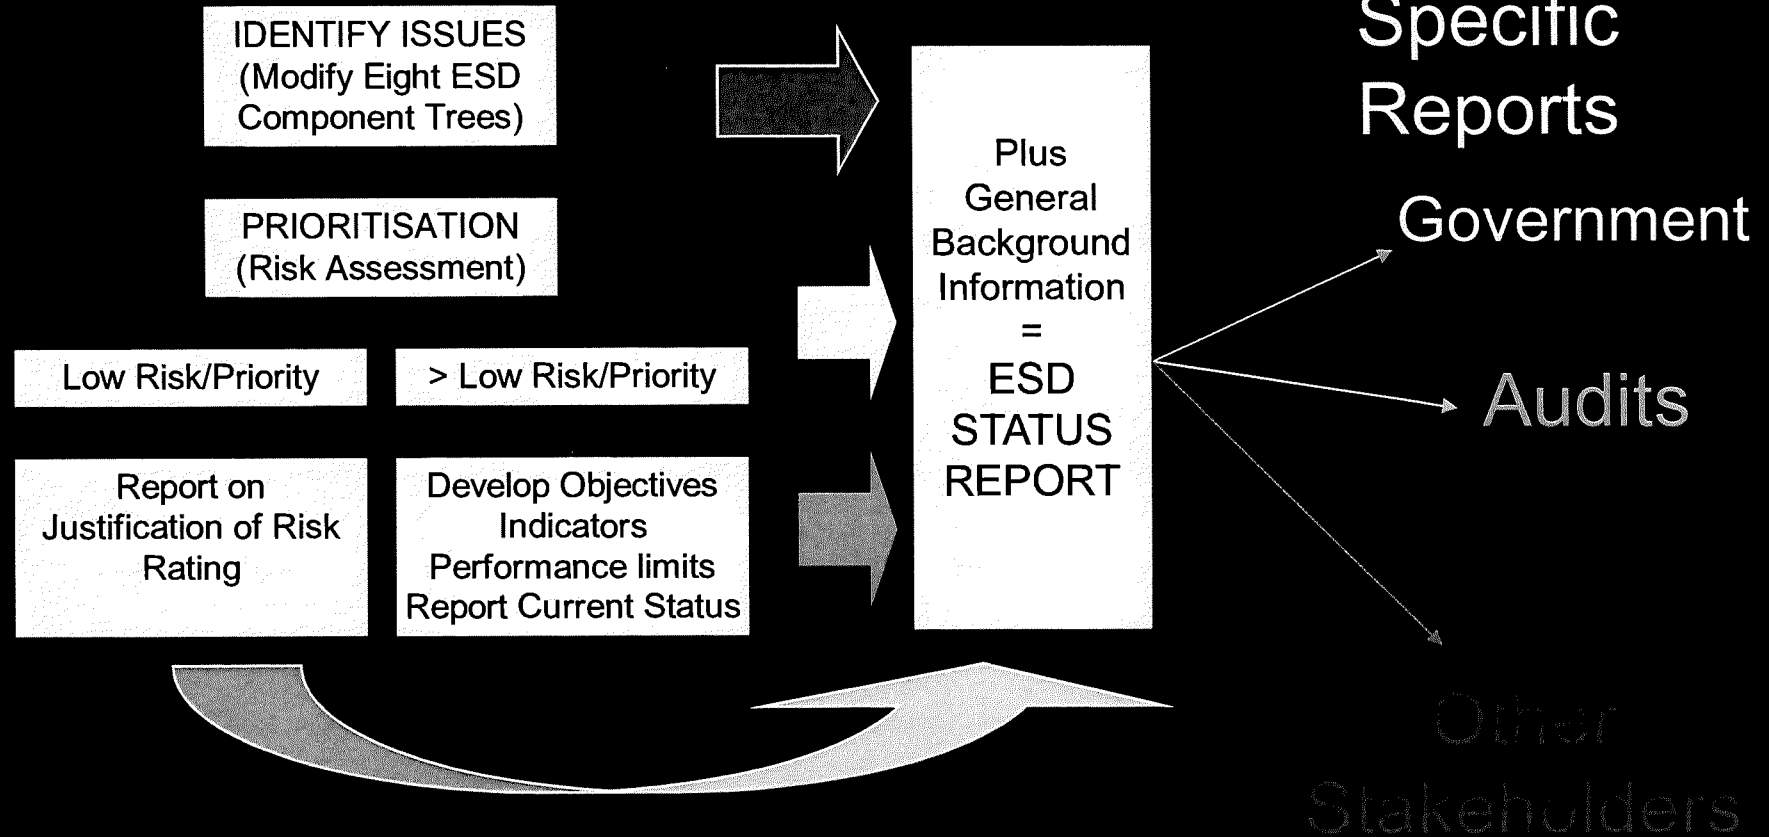 IDENTIFY ISSUES
(Modify Eight ESD
Component Trees)
PRIORITISATION
(Risk Assessment)
Low Risk/Priority
> Low Risk/Priority
Report on
Justification of Risk
Rating
Develop Objectives
Indicators
Performance limits
Report Current Status
Plus
General
Background
Information
=
ESD
STATUS
REPORT
Specific
Reports
Government
Audits
Other
Stakeholders